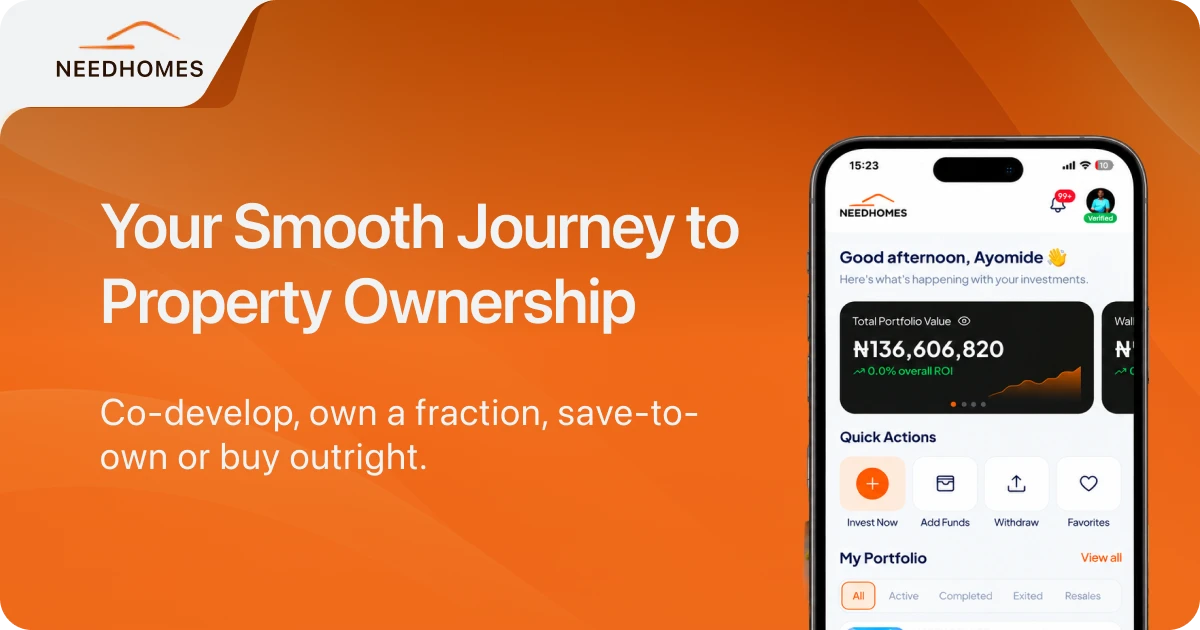 NEEDHOMES
Your Smooth Journey to
Property Ownership
Co-develop, own a fraction, save-to-
own or buy outright.
15:23
10
NEEDHOMES
99+
Verified
Good afternoon, Ayomide 👋
Here's what's happening with your investments.
Total Portfolio Value
₦136,606,820
0.0% overall ROI
Quick Actions
Invest Now
Add Funds
Withdraw
Favorites
My Portfolio
View all
All
Active
Completed
Exited
Resales